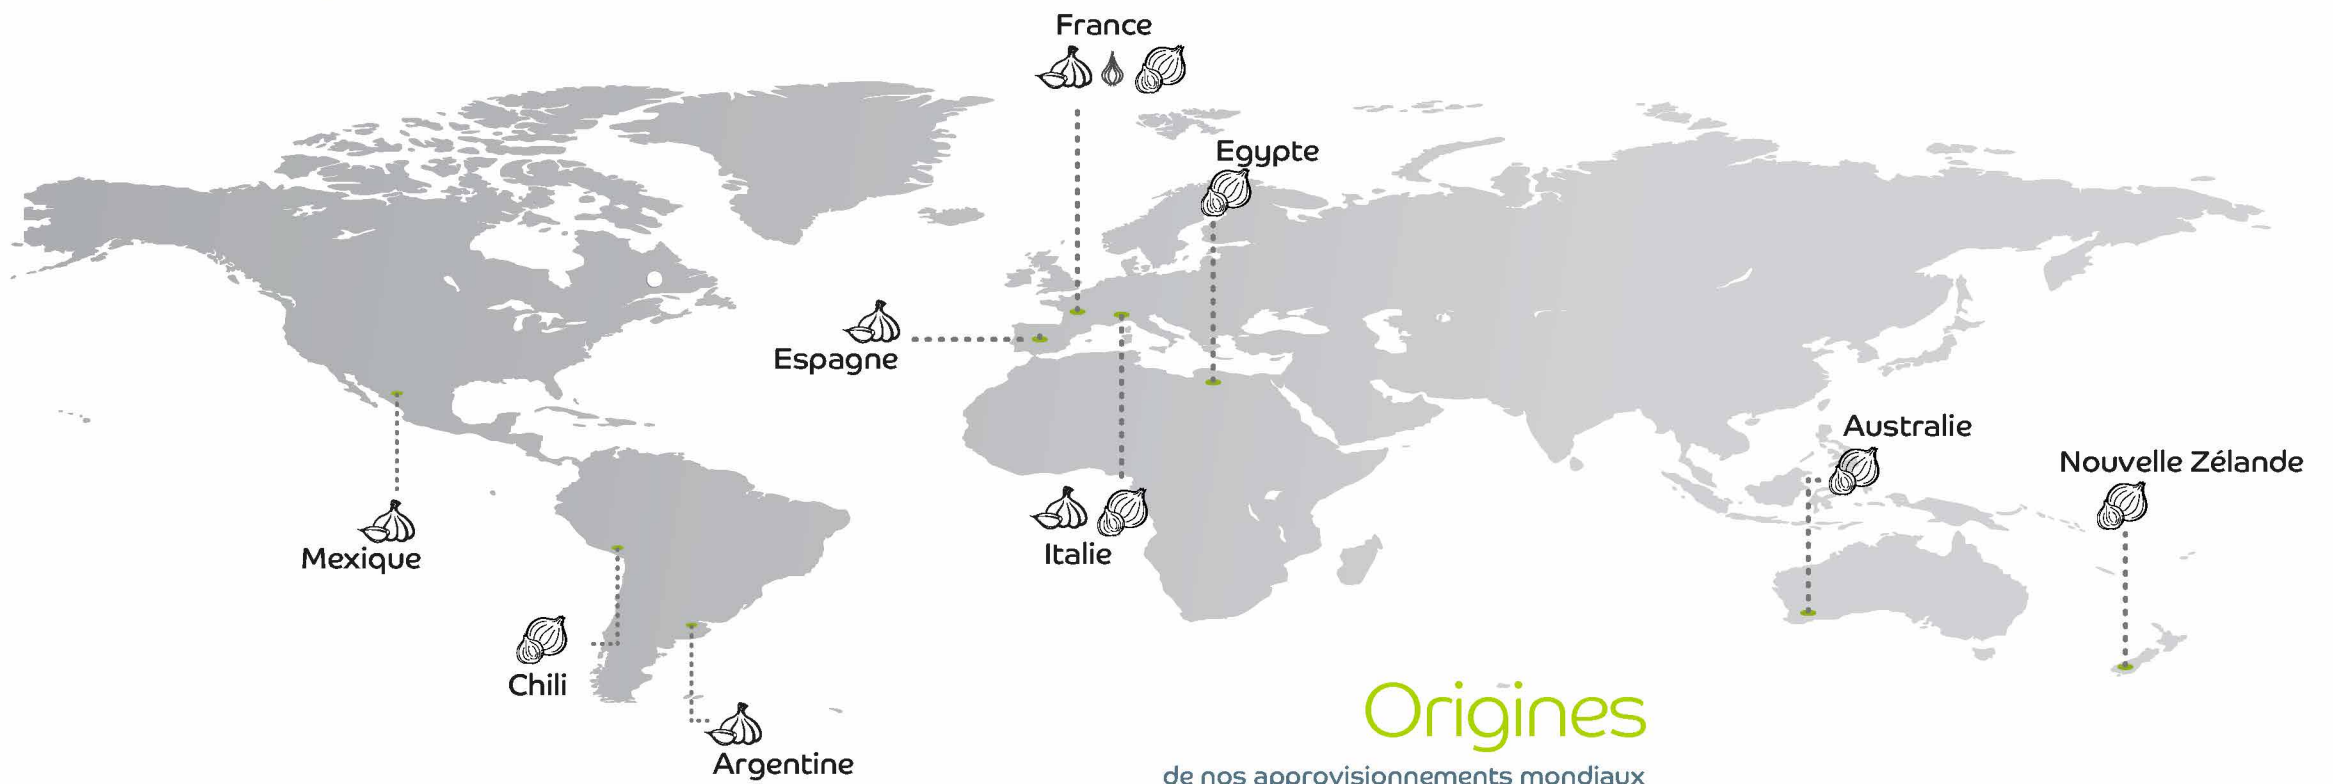 France
Egypte
Espagne
Australie
Nouvelle Zélande
Mexique
Italie
Chili
Argentine
Origines
de nos approvisionnements mondiaux